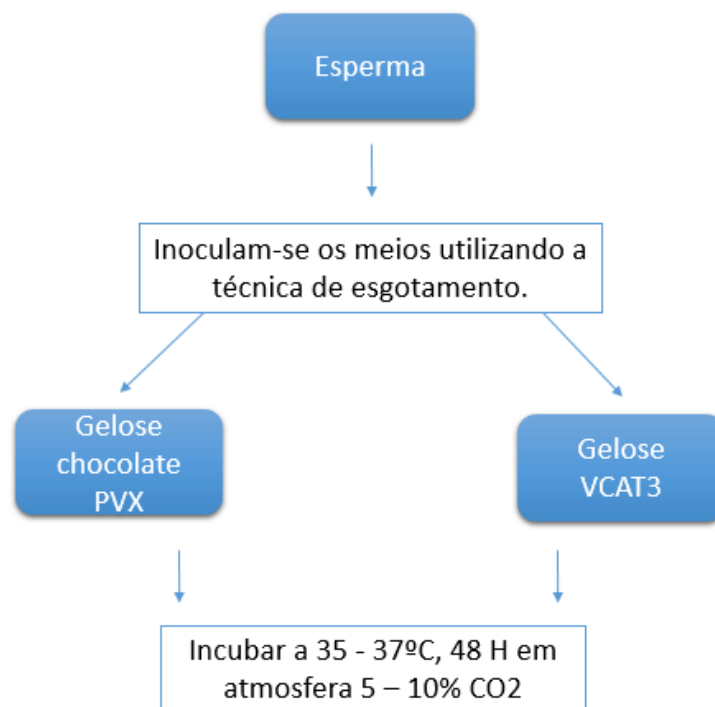 Esperma
Inoculam-se os meios utilizando a
técnica de esgotamento.
Gelose
chocolate
PVX
Gelose
VCAT3
Incubar a 35 - 37ºC, 48 H em
atmosfera 5 – 10% CO2